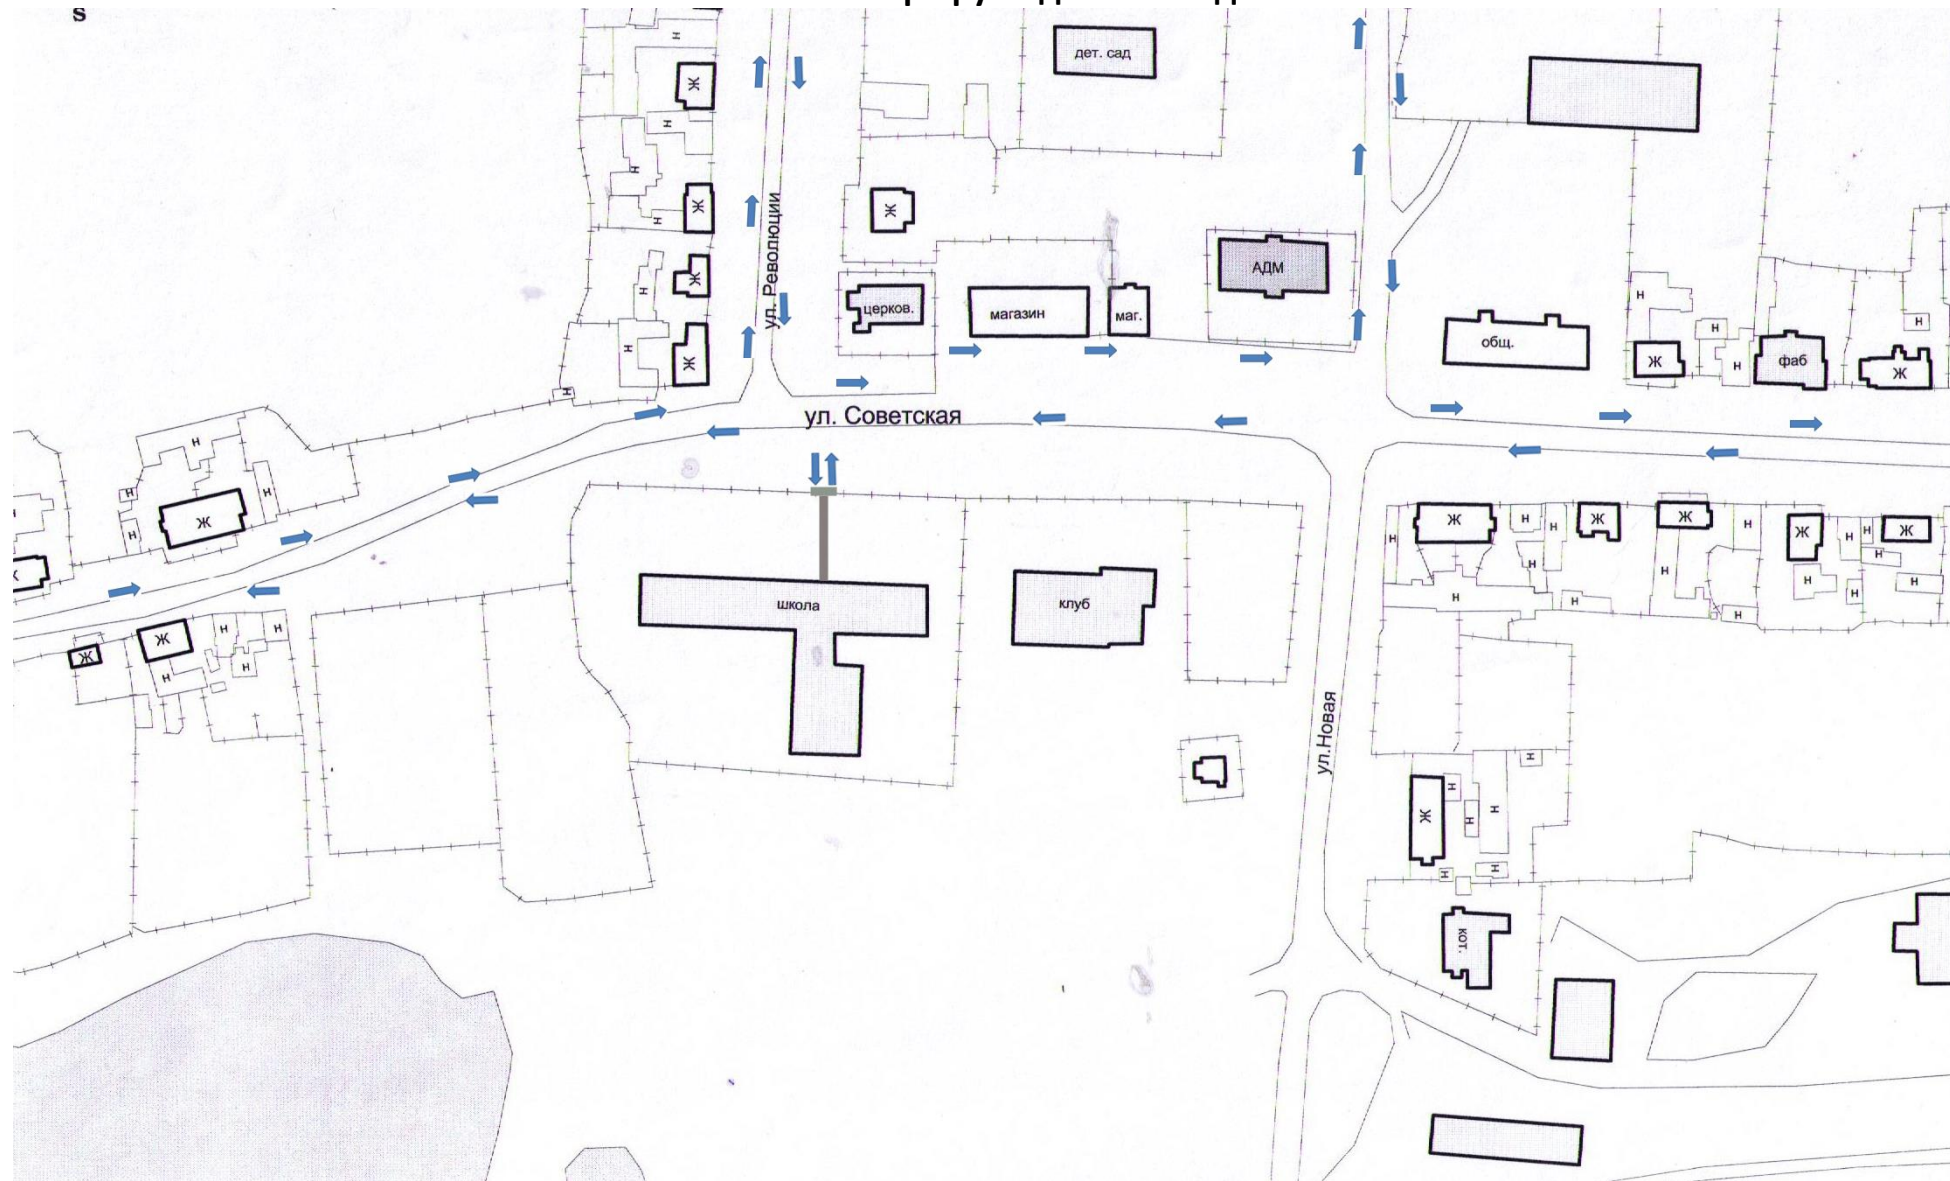 s
н
дет. сад
Ж
н
н
Ж
н
Ж
ул. Революции
АДМ
Ж
н
церков.
магазин
маг.
общ.
н
н
н
Ж
н
Ж
н
фаб
Ж
н
ул. Советская
н
н
н
Ж
н
н
Ж
н
н
Ж
Ж
н
Ж
н
н
Ж
н
н
н
н
н
н
н
н
школа
клуб
н
н
н
Ж
н
н
Ж
н
н
ул.Новая
н
н
н
Ж
н
н
н
кот.